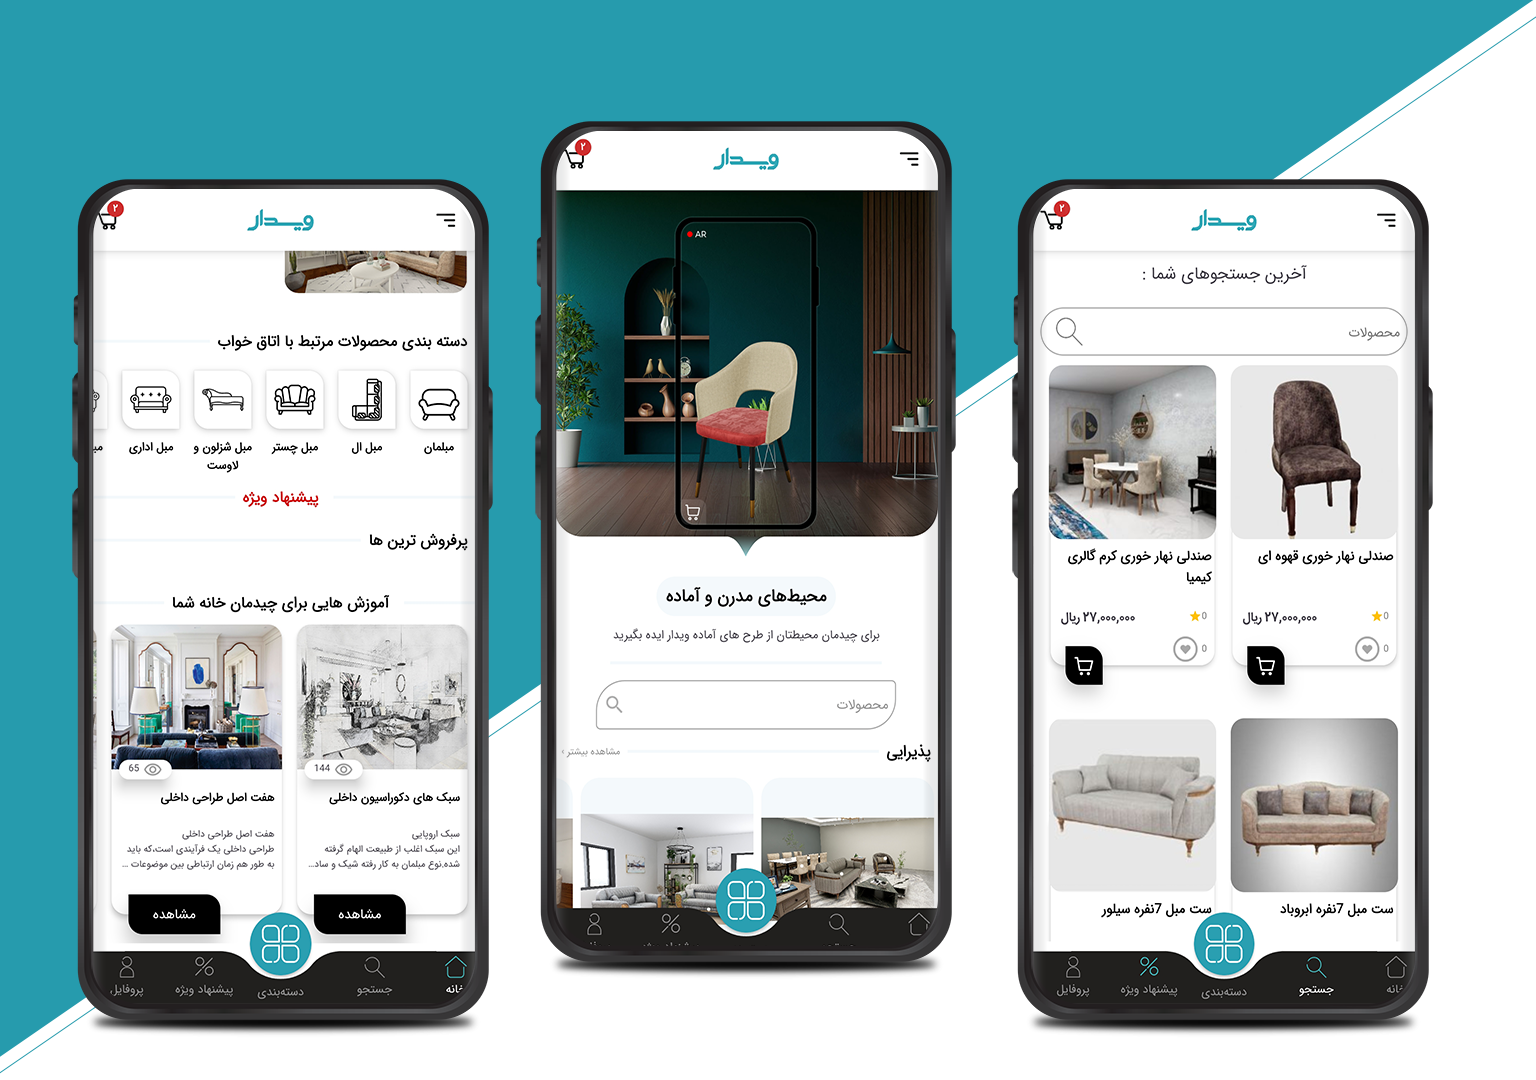 ۲
ویدار
دسته بندی محصولات مرتبط با اتاق خواب
مبلمان
مبل ال
مبل چستر
مبل شزلون و
لاوست
مبل اداری
پیشنهاد ویژه
پرفروش ترین ها
آموزش هایی برای چیدمان خانه شما
144
سبک های دکوراسیون داخلی
سبک اروپایی
این سبک اغلب از طبیعت الهام گرفته
شده,نوع مبلمان به کار رفته شیک و ساد...
مشاهده
65
هفت اصل طراحی داخلی
هفت اصل طراحی داخلی
طراحی داخلی یک فرآیندی است،که باید
به طور هم زمان ارتباطی بین موضوعات ...
مشاهده
خانه
جستجو
دسته‌بندی
پیشنهاد ویژه
پروفایل
۲
ویدار
AR
محیط‌های مدرن و آماده
برای چیدمان محیطتان از طرح های آماده ویدار ایده بگیرید
محصولات
پذیرایی
مشاهده بیشتر ›
۲
ویدار
آخرین جستجوهای شما :
محصولات
صندلی نهار خوری قهوه ای
۲۷,۰۰۰,۰۰۰ ریال
0
0
صندلی نهار خوری کرم گالری
کیمیا
۲۷,۰۰۰,۰۰۰ ریال
0
0
ست مبل 7نفره ابروباد
ست مبل 7نفره سیلور
خانه
جستجو
دسته‌بندی
پیشنهاد ویژه
پروفایل